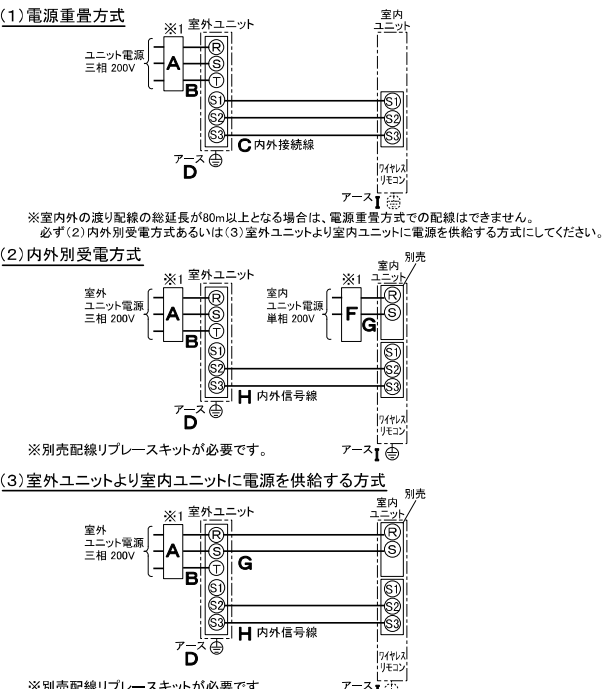 (1)電源重畳方式
※1 室外ユニット
室内
ユニット
ユニット電源
三相 200V
A
B
R
S
T
S1
S2
S3
S1
S2
S3
C 内外接続線
アース
D
ワイヤレス
リモコン
アース I
※室内外の渡り配線の総延長が80m以上となる場合は、電源重畳方式での配線はできません。
必ず(2)内外別受電方式あるいは(3)室外ユニットより室内ユニットに電源を供給する方式にしてください。
(2)内外別受電方式
別売
※1 室外ユニット
※1
室内
ユニット
室外
ユニット電源
三相 200V
A
B
R
S
T
S1
S2
S3
室内
ユニット電源
単相 200V
F
G
R
S
S1
S2
S3
H 内外信号線
アース
D
ワイヤレス
リモコン
アース I
※別売配線リプレースキットが必要です。
(3)室外ユニットより室内ユニットに電源を供給する方式
別売
※1 室外ユニット
室内
ユニット
室外
ユニット電源
三相 200V
A
B
R
S
T
S1
S2
S3
G
R
S
S1
S2
S3
H 内外信号線
アース
D
ワイヤレス
リモコン
アース I
※別売配線リプレースキットが必要です。